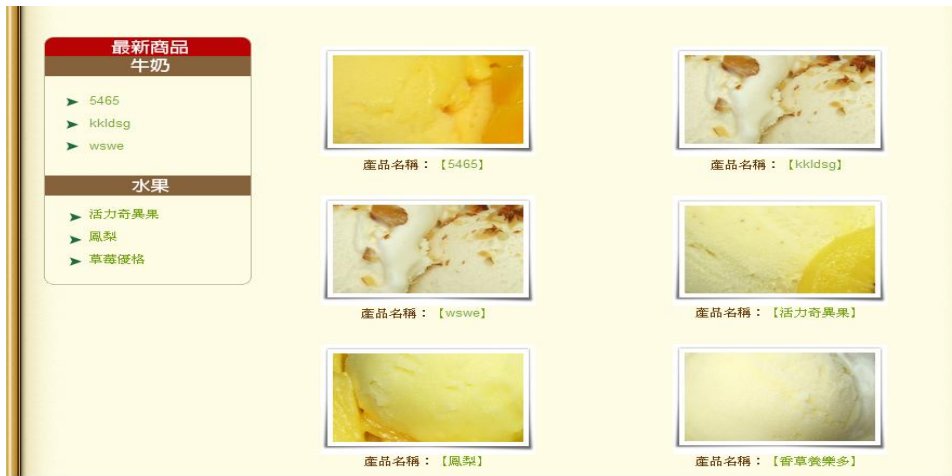 最新商品
牛奶
5465
kkldsg
wswe
水果
活力奇異果
鳳梨
草莓優格
產品名稱：【5465】
產品名稱：【kkldsg】
產品名稱：【wswe】
產品名稱：【活力奇異果】
產品名稱：【鳳梨】
產品名稱：【香草養樂多】